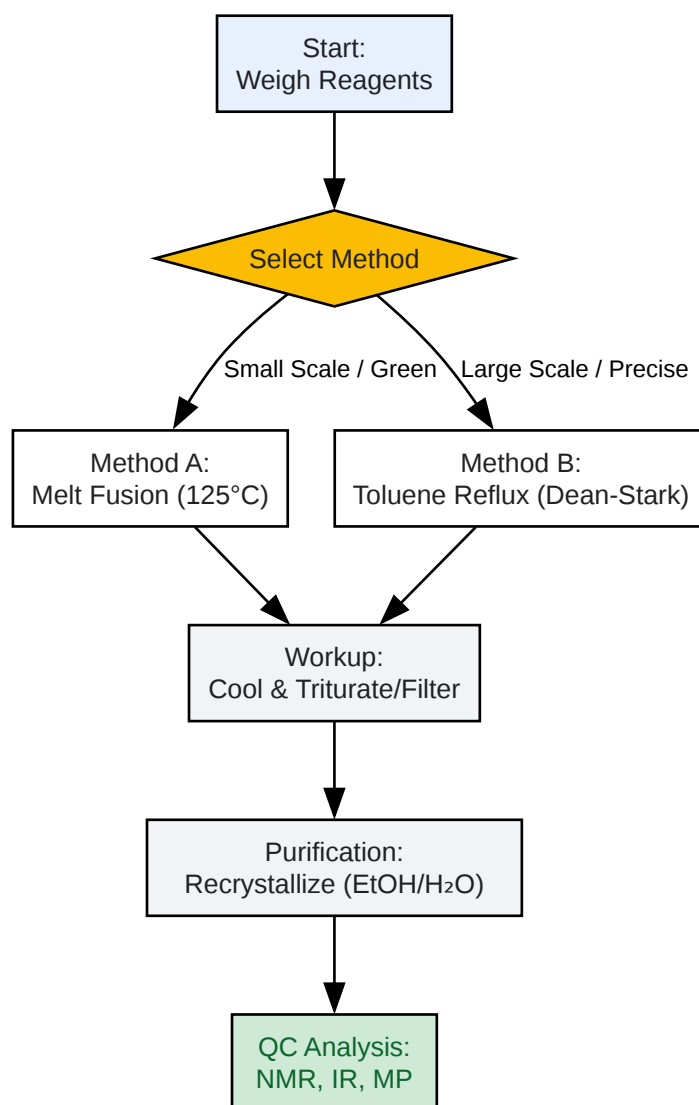 Start:
Weigh Reagents
Select Method
Small Scale / Green
Large Scale / Precise
Method A:
Melt Fusion (125°C)
Method B:
Toluene Reflux (Dean-Stark)
Workup:
Cool & Triturate/Filter
Purification:
Recrystallize (EtOH/H₂O)
QC Analysis:
NMR, IR, MP